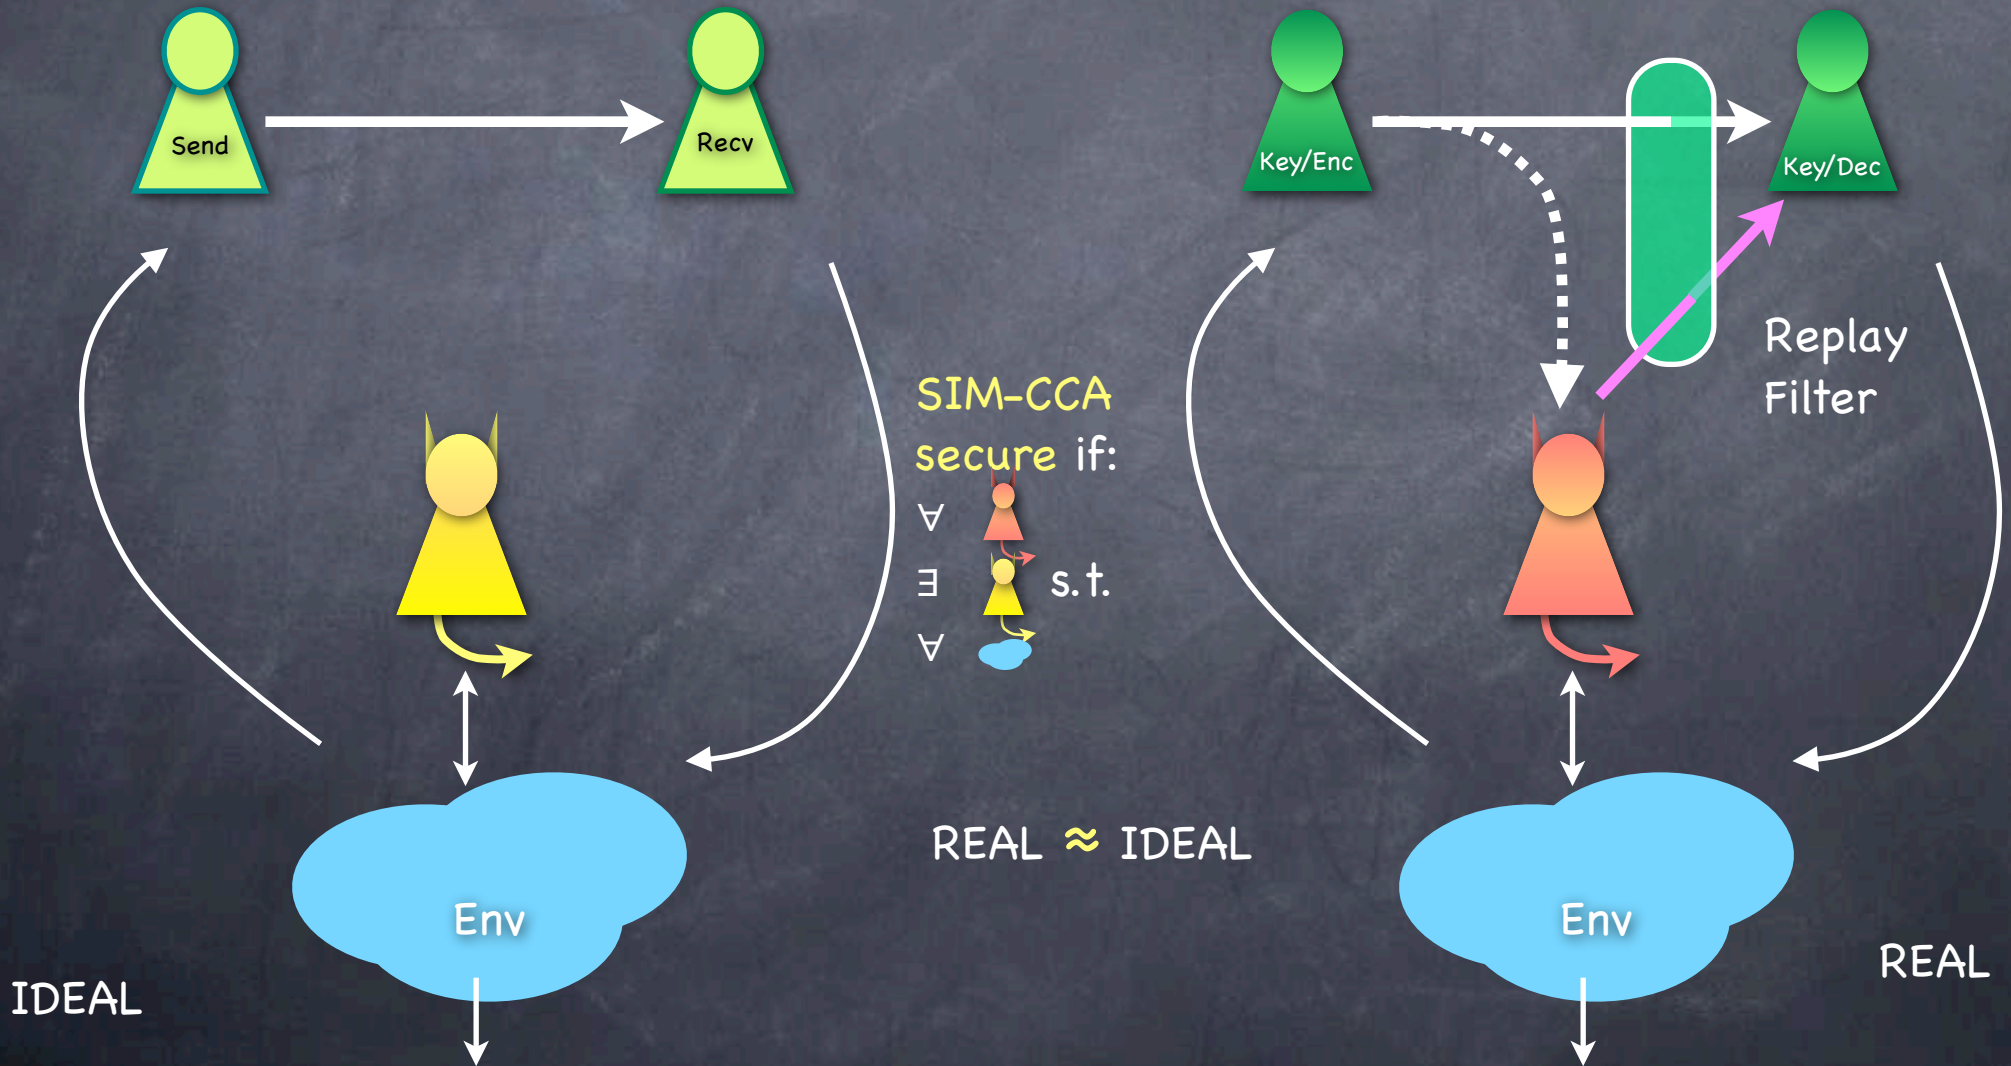 Send
Recv
Key/Enc
Key/Dec
Replay
Filter
SIM-CCA
secure if:
∀
∃ s.t.
∀
REAL ≈ IDEAL
Env
Env
IDEAL
REAL